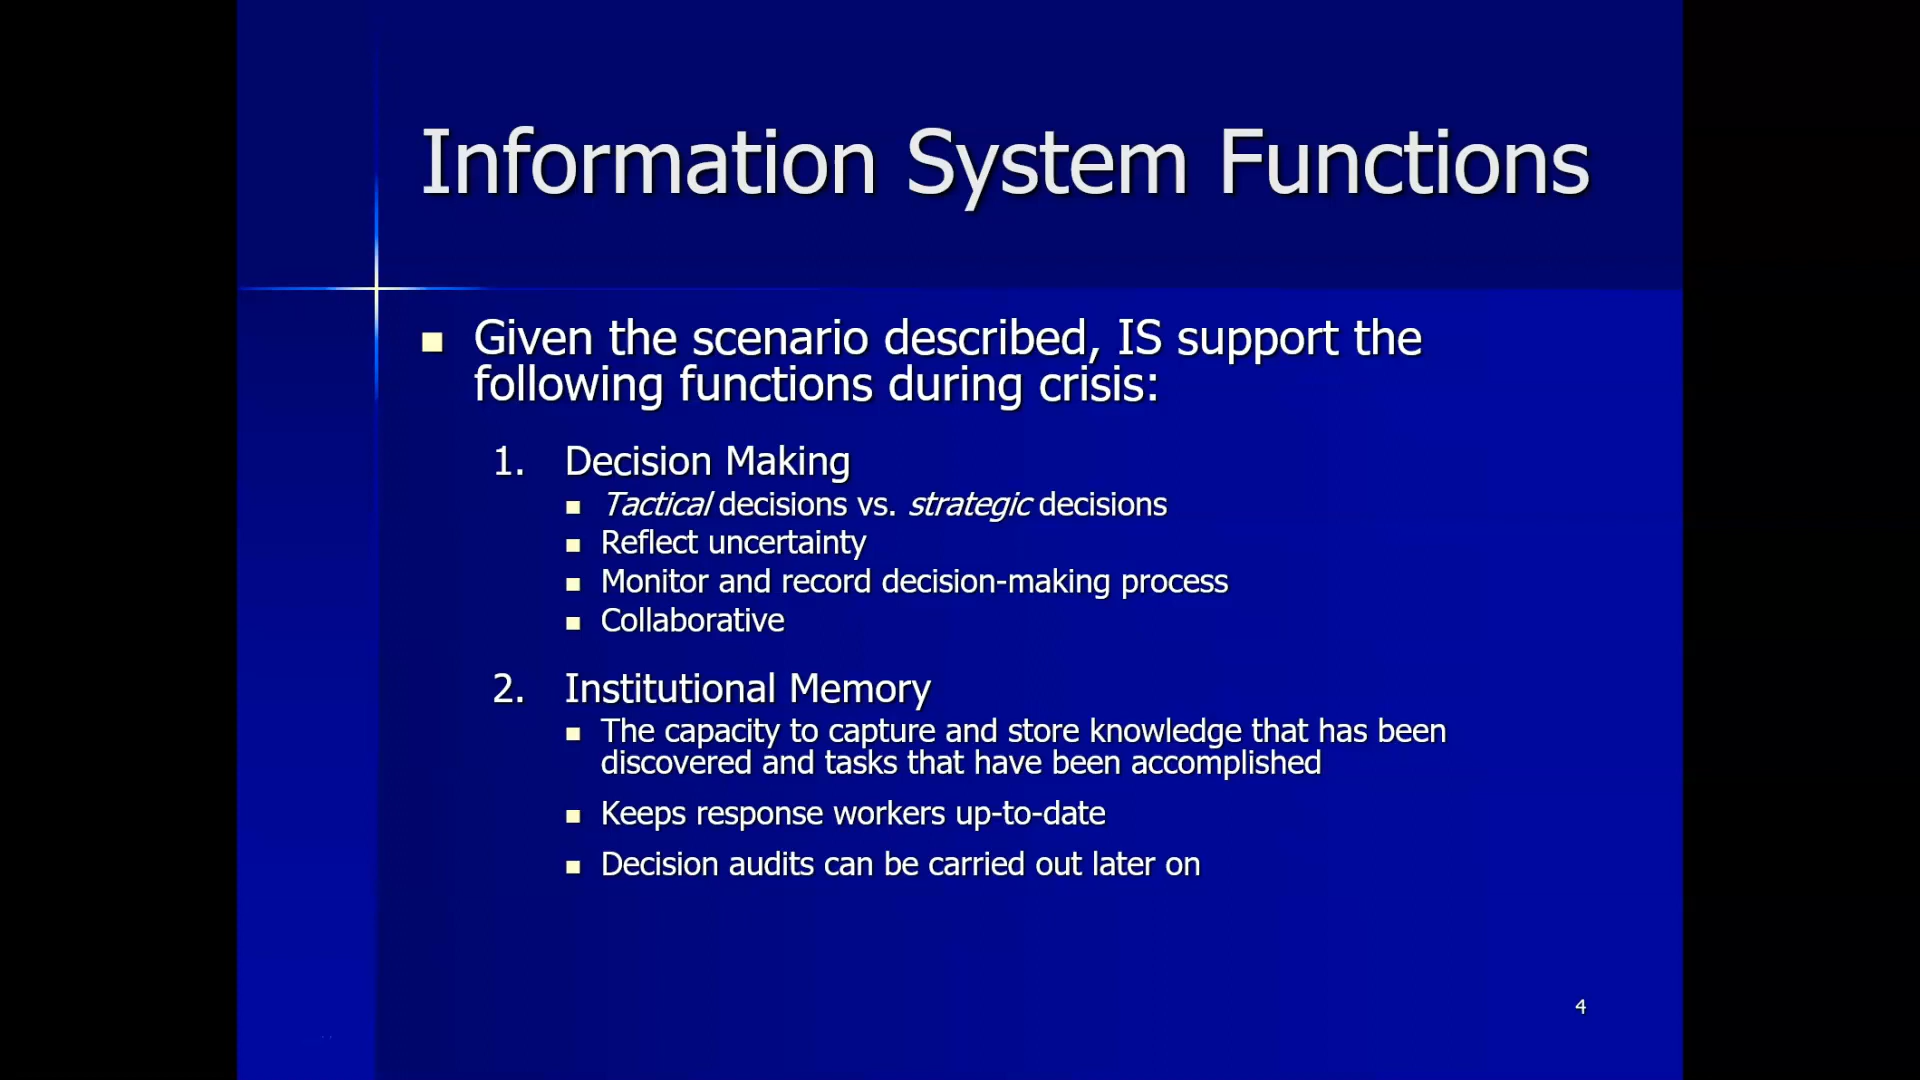 Information System Functions
Given the scenario described, IS support the
following functions during crisis:
1. Decision Making
Tactical decisions vs. strategic decisions
Reflect uncertainty
Monitor and record decision-making process
Collaborative
2. Institutional Memory
The capacity to capture and store knowledge that has been
discovered and tasks that have been accomplished
Keeps response workers up-to-date
Decision audits can be carried out later on
4